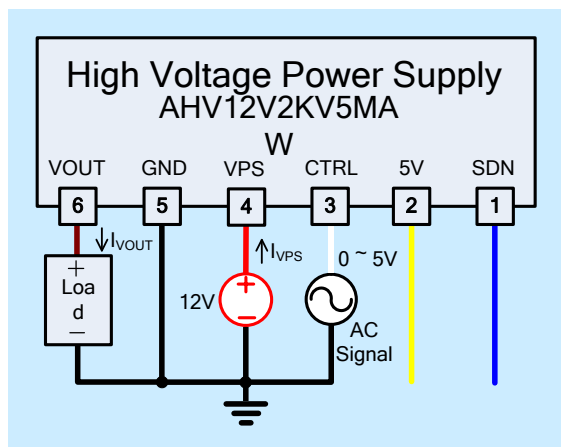 High Voltage Power Supply
AHV12V2KV5MA
W
VOUT GND VPS CTRL 5V SDN
6 5 4 3 2 1
↓IVOUT ↑IVPS 0 ~ 5V
+
Loa
d
−
12V
+
−
AC
Signal